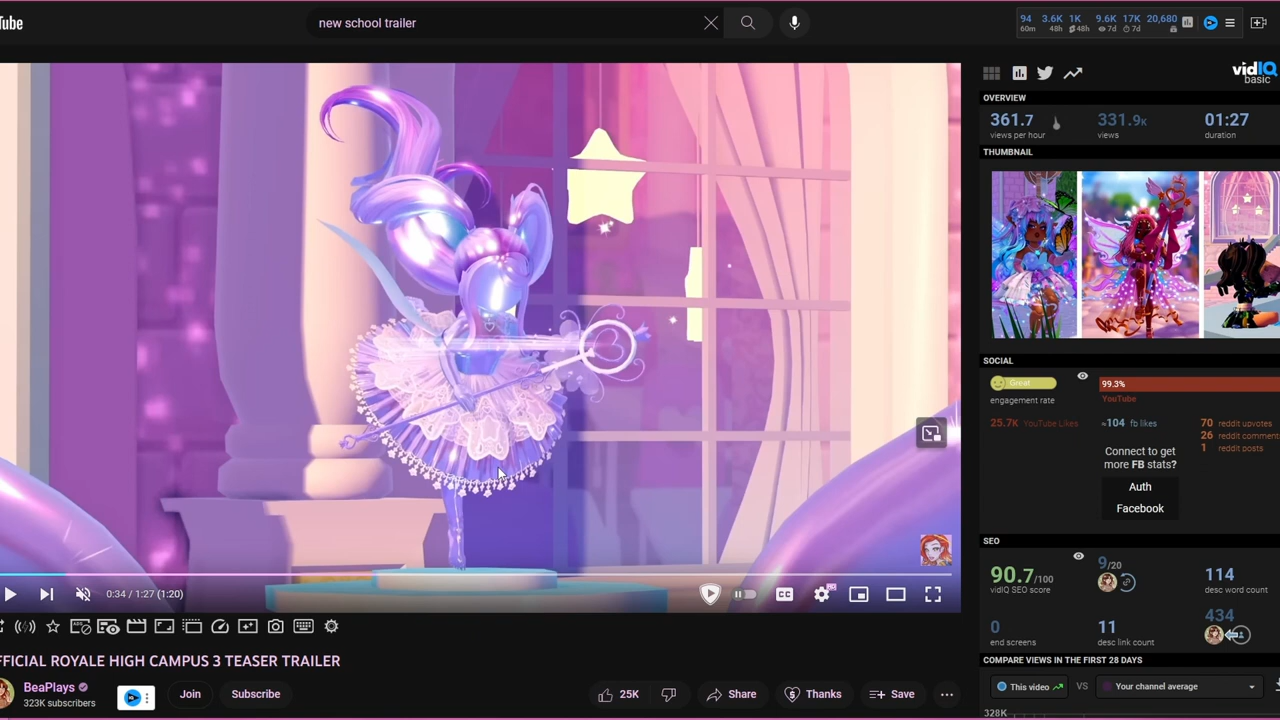 Tube
new school trailer
94 3.6K 1K 9.6K 17K 20,680
60m 48h 48h 7d 7d
vidIQ
basic
OVERVIEW
361.7 331.9K 01:27
views per hour views duration
THUMBNAIL
SOCIAL
Great 99.3%
engagement rate YouTube
25.7K YouTube Likes ≈104 fb likes 70 reddit upvotes
26 reddit comment
1 reddit posts
Connect to get
more FB stats?
Auth
Facebook
SEO
90.7/100 9/20 114
vidIQ SEO score desc word count
0 11 434
end screens desc link count
COMPARE VIEWS IN THE FIRST 28 DAYS
This video VS Your channel average
328K
0:34 / 1:27 (1:20) CC
FFICIAL ROYALE HIGH CAMPUS 3 TEASER TRAILER
BeaPlays
323K subscribers
Join Subscribe 25K Share Thanks Save